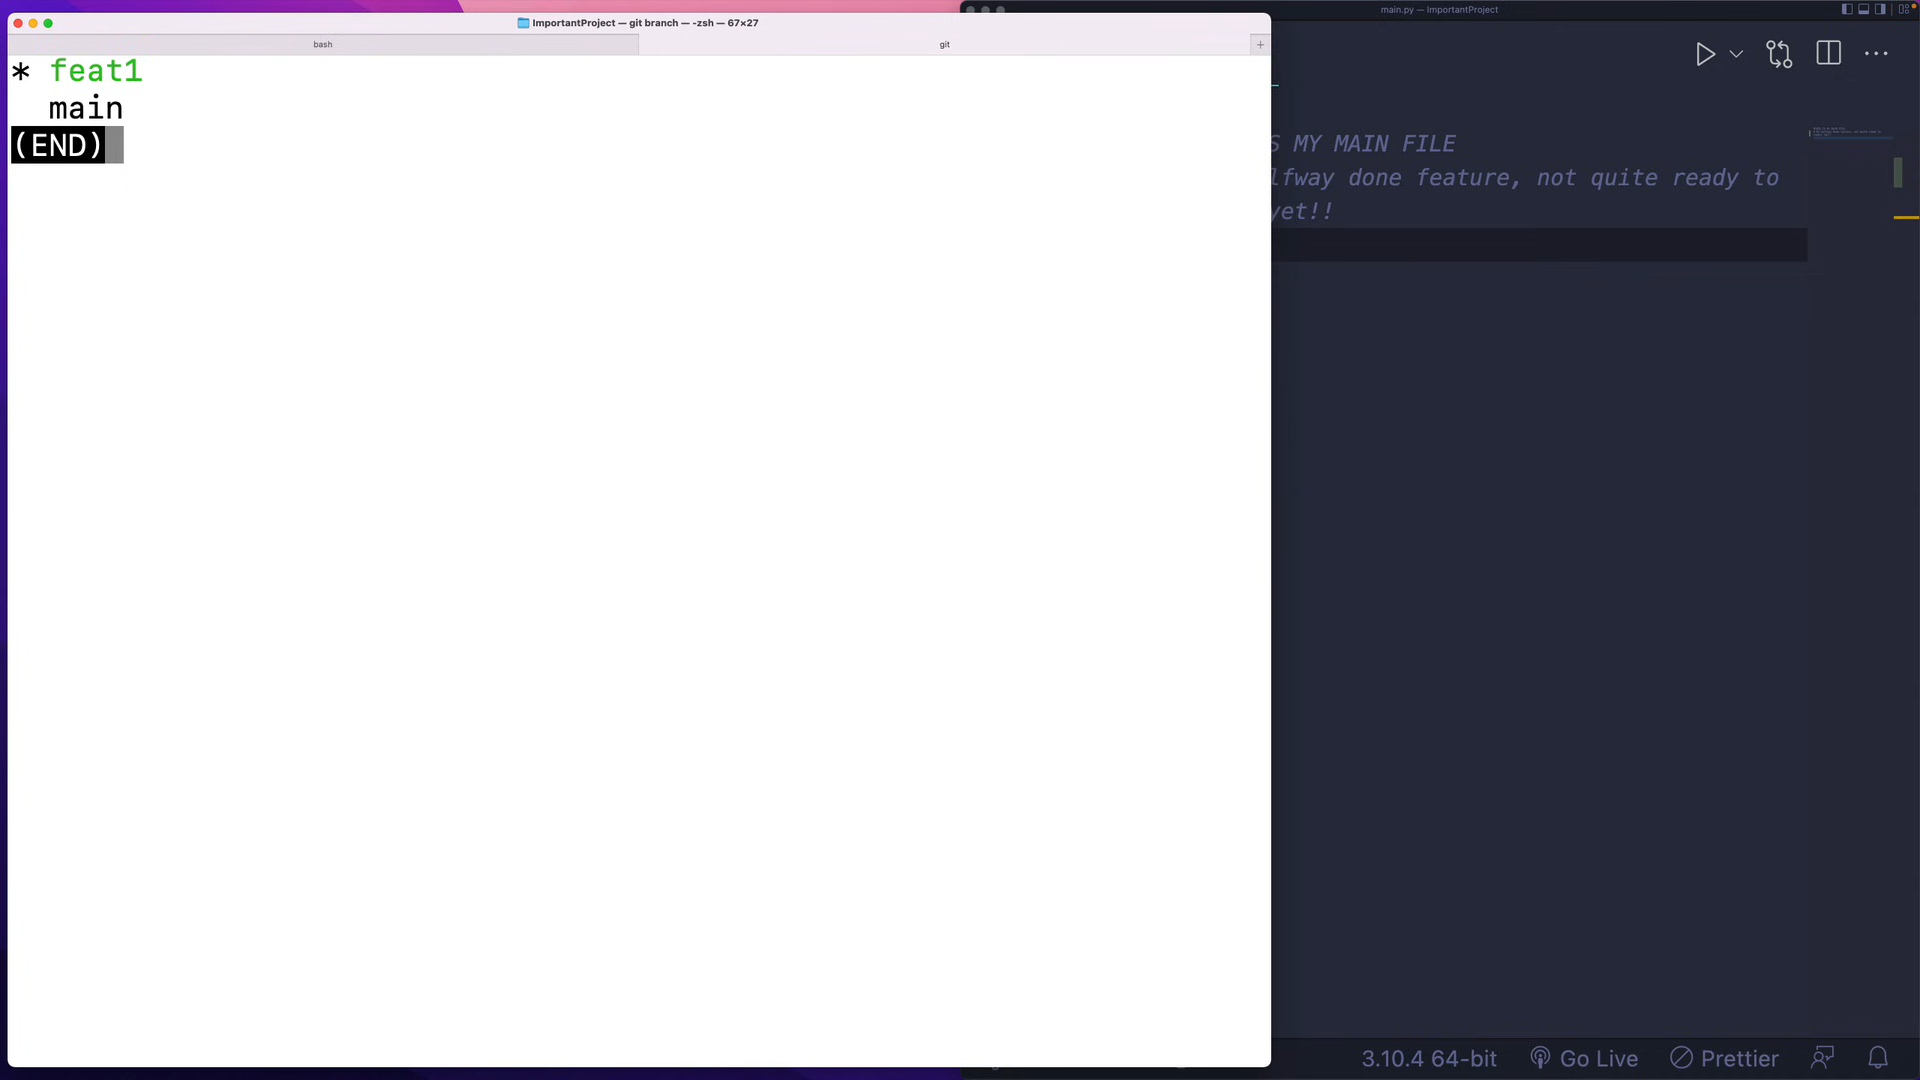 ImportantProject — git branch — -zsh — 67×27
main.py — ImportantProject
bash
git
+
* feat1
main
(END)
S MY MAIN FILE
lfway done feature, not quite ready to
yet!!
3.10.4 64-bit
Go Live
Prettier